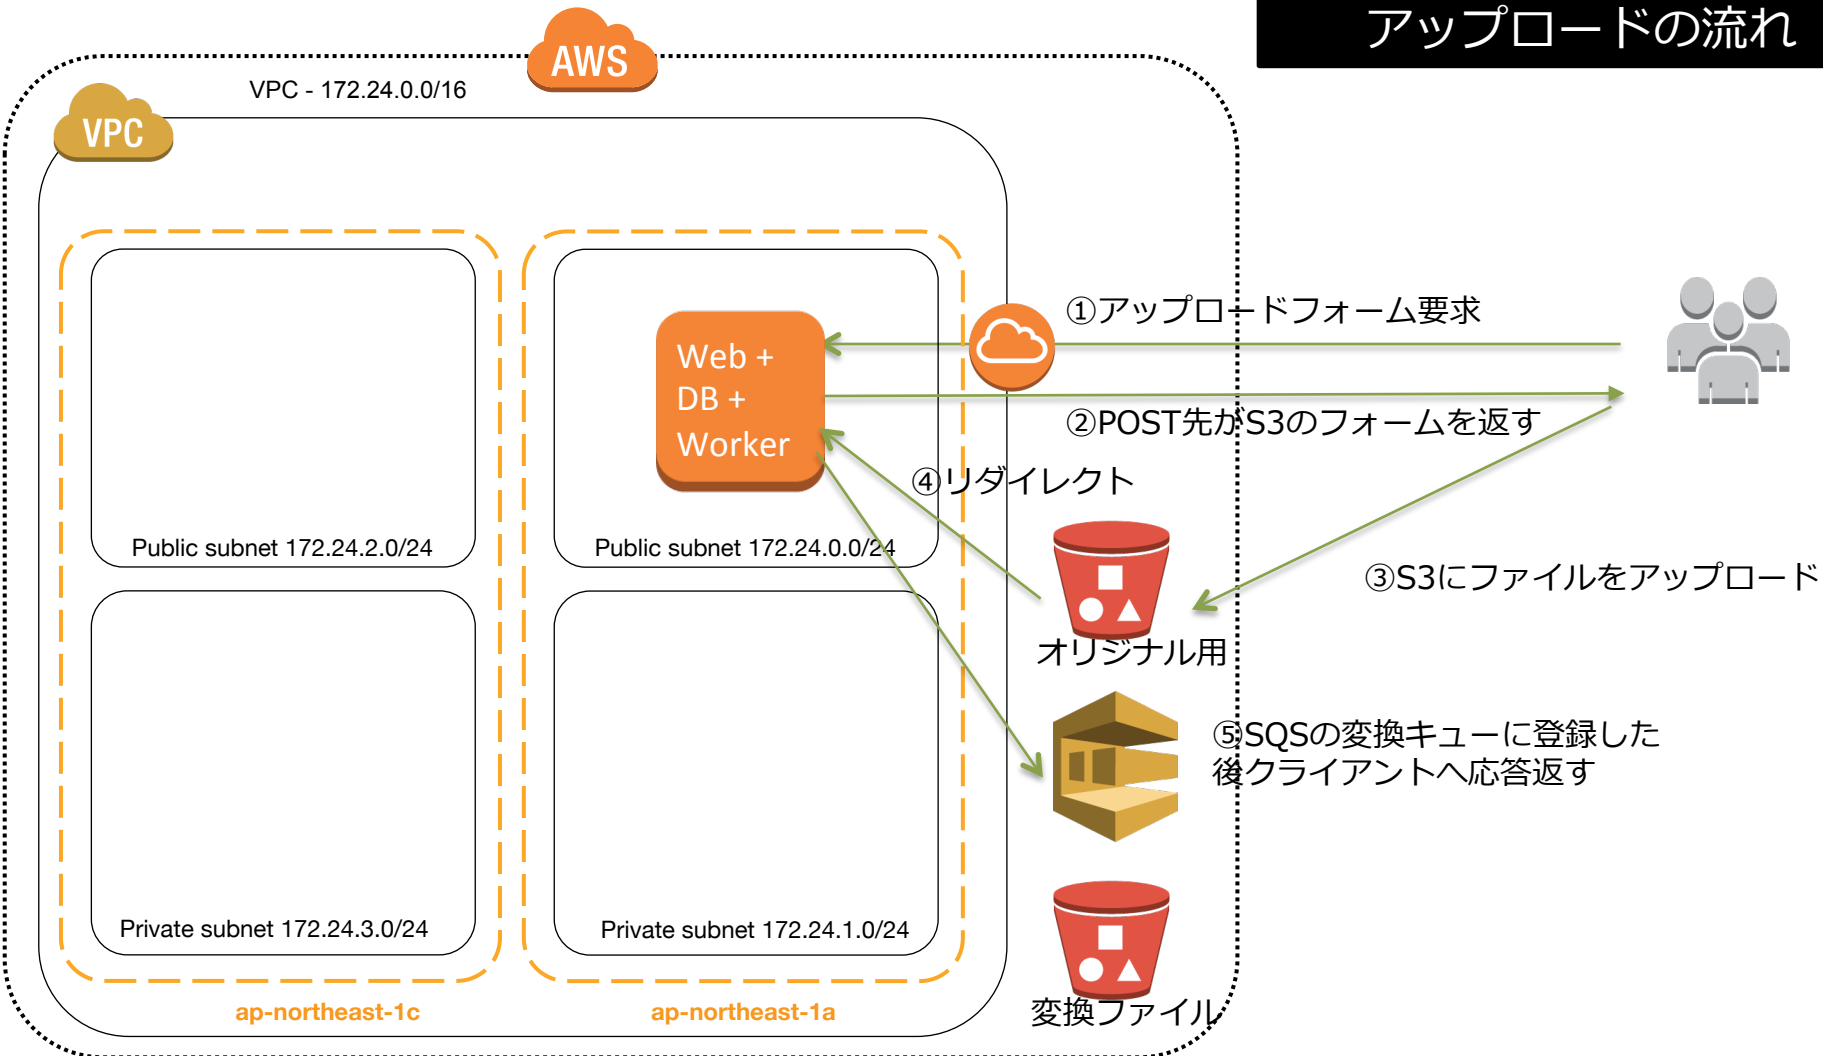 アップロードの流れ
AWS
VPC - 172.24.0.0/16
VPC
①アップロードフォーム要求
Web +
DB +
Worker
②POST先がS3のフォームを返す
④リダイレクト
Public subnet 172.24.2.0/24
Public subnet 172.24.0.0/24
③S3にファイルをアップロード
オリジナル用
⑤SQSの変換キューに登録した
後クライアントへ応答返す
Private subnet 172.24.3.0/24
Private subnet 172.24.1.0/24
ap-northeast-1c
ap-northeast-1a
変換ファイル